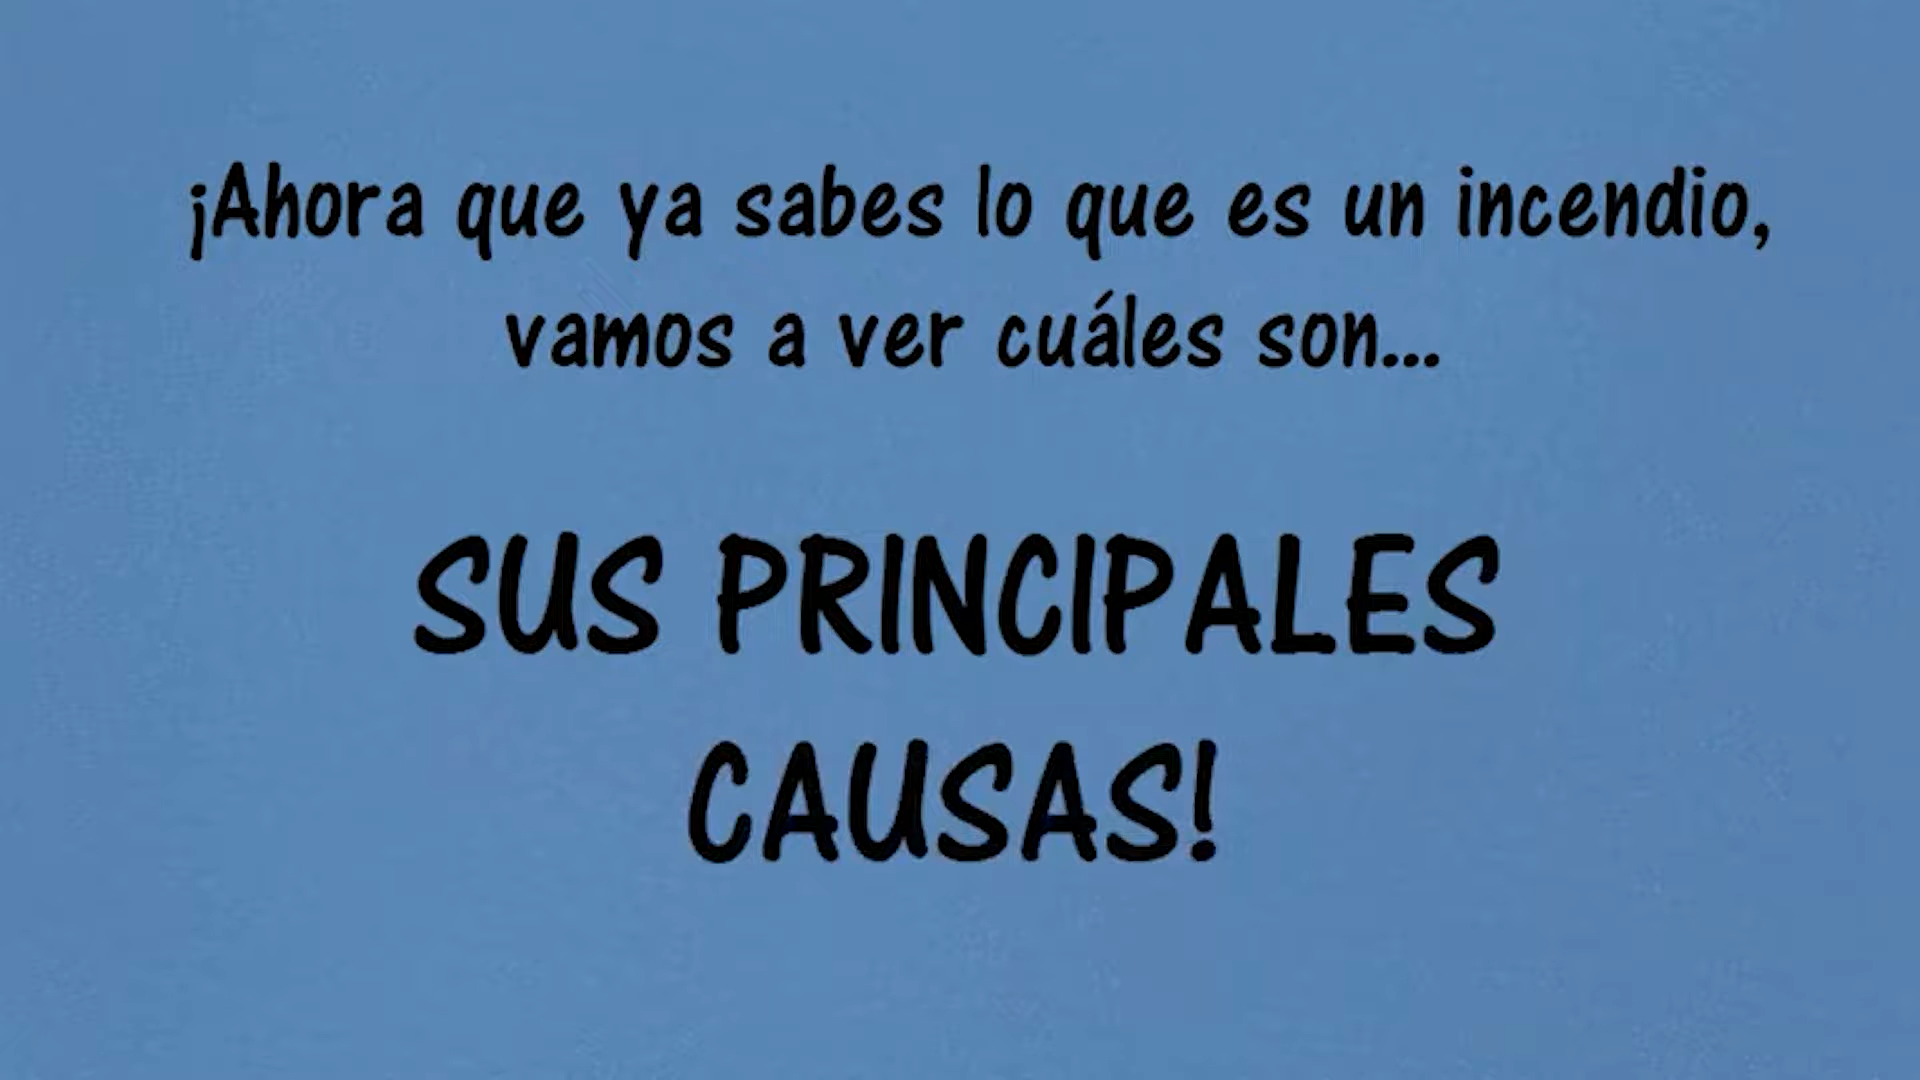 ¡Ahora que ya sabes lo que es un incendio,
vamos a ver cuáles son...
SUS PRINCIPALES
CAUSAS!